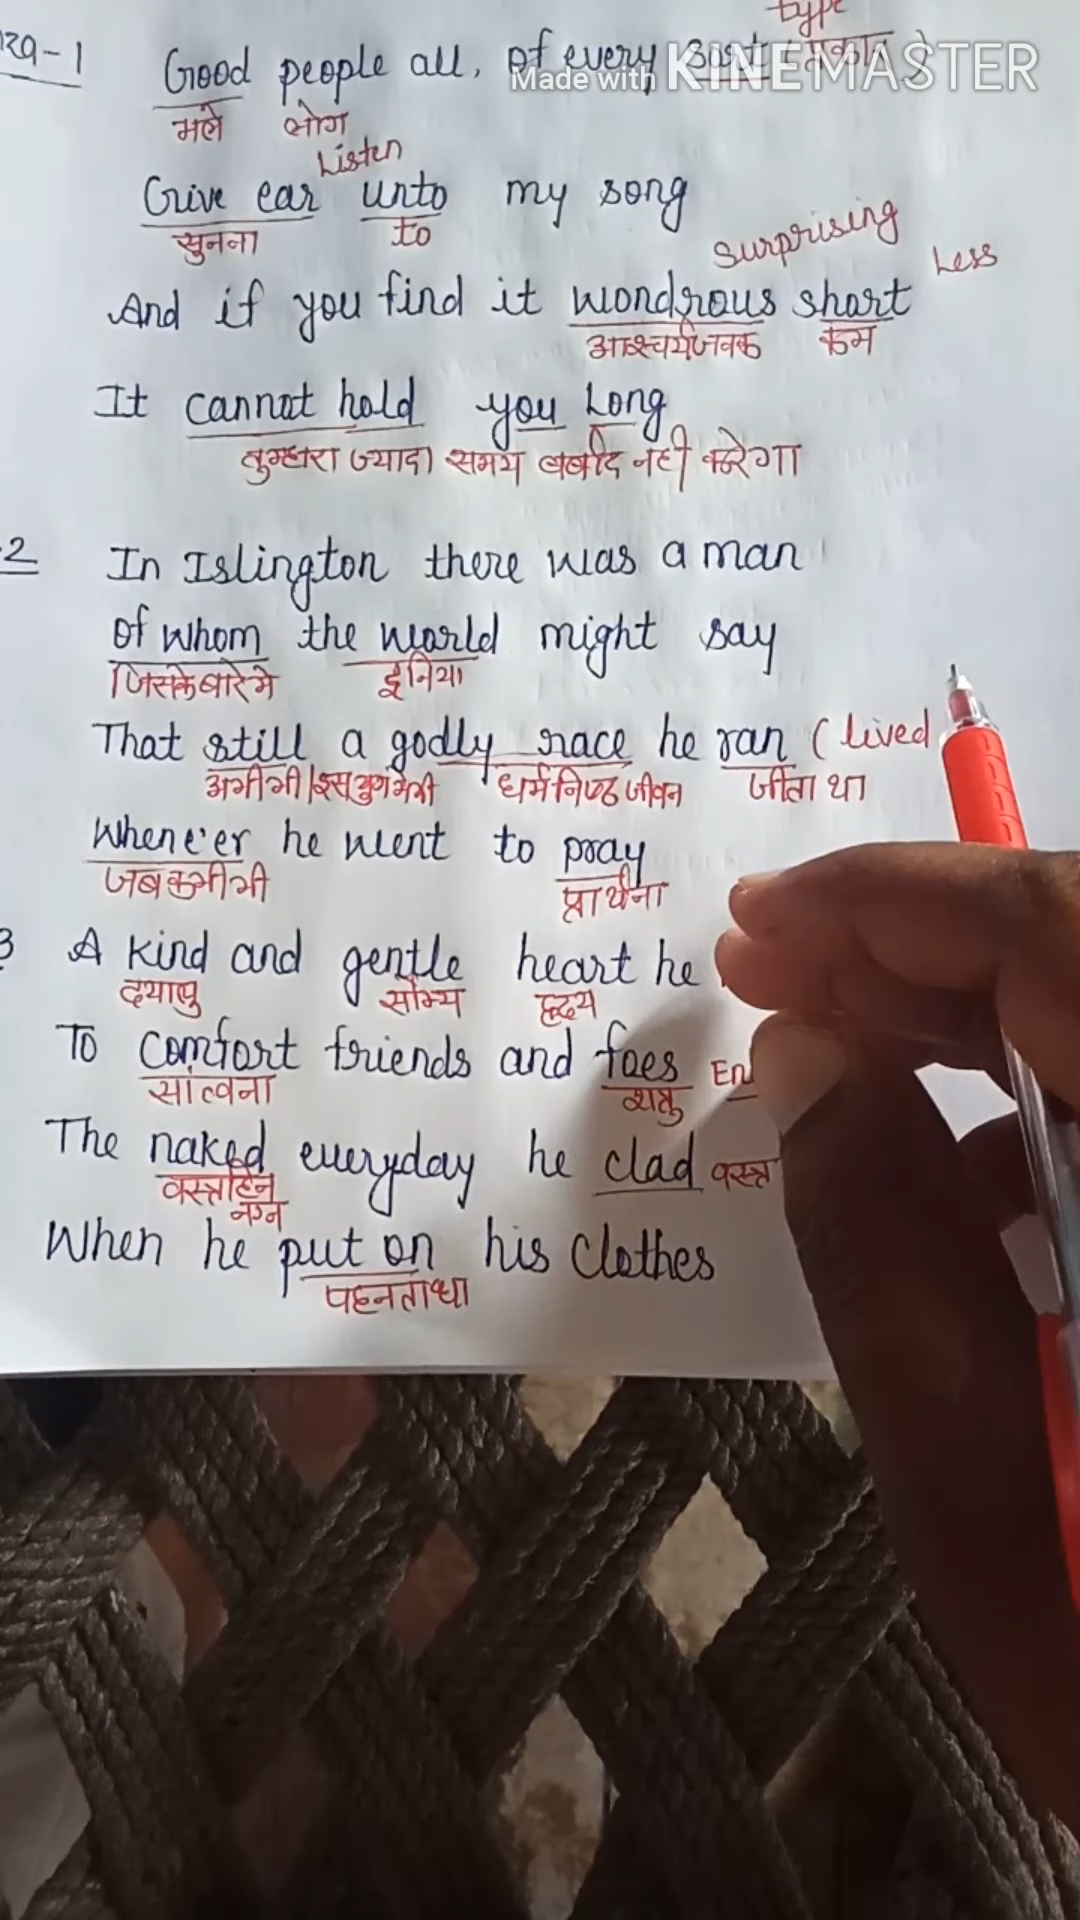 type
-1 Good people all, of every sort (प्रकार)
Made with KINEMASTER
भले लोग
Listen
Give ear unto my song
सुनना to
Surprising Less
And if you find it wondrous short
आश्चर्यजनक कम
It cannot hold you Long
तुम्हारा ज्यादा समय बर्बाद नही करेगा
2 In Islington there was a man
Of whom the world might say
जिसके बारे मे दुनिया
That still a godly race he ran (lived
अभीभी/इस युग मेभी धर्मनिष्ठ जीवन जीता था
Whene'er he went to pray
जब कभीभी प्रार्थना
3 A kind and gentle heart he
दयालु सौम्य हृदय
To comfort friends and foes En
सांत्वना शत्रु
The naked everyday he clad वस्त्र
वस्त्रहिन
नग्न
When he put on his clothes
पहनताथा